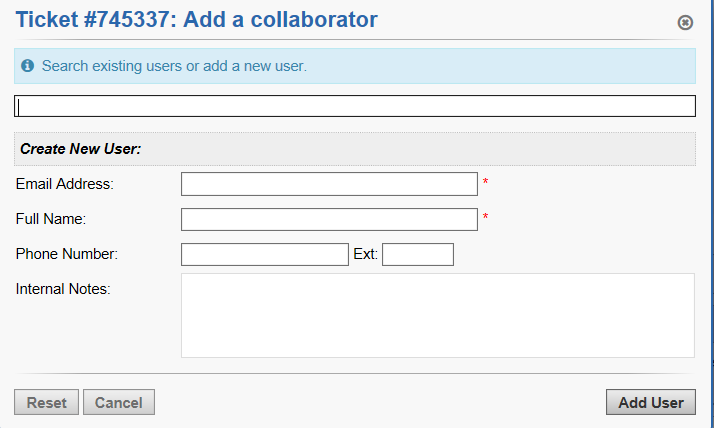 Ticket #745337: Add a collaborator
Search existing users or add a new user.
Create New User:
Email Address: *
Full Name: *
Phone Number: Ext:
Internal Notes:
Reset Cancel Add User